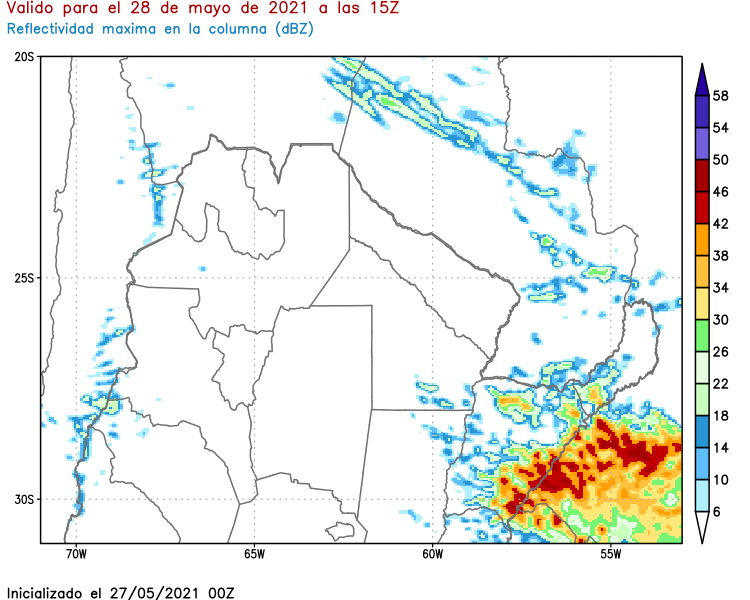 Valido para el 28 de mayo de 2021 a las 15Z
Reflectividad maxima en la columna (dBZ)
20S
25S
30S
70W
65W
60W
55W
58
54
50
46
42
38
34
30
26
22
18
14
10
6
Inicializado el 27/05/2021 00Z